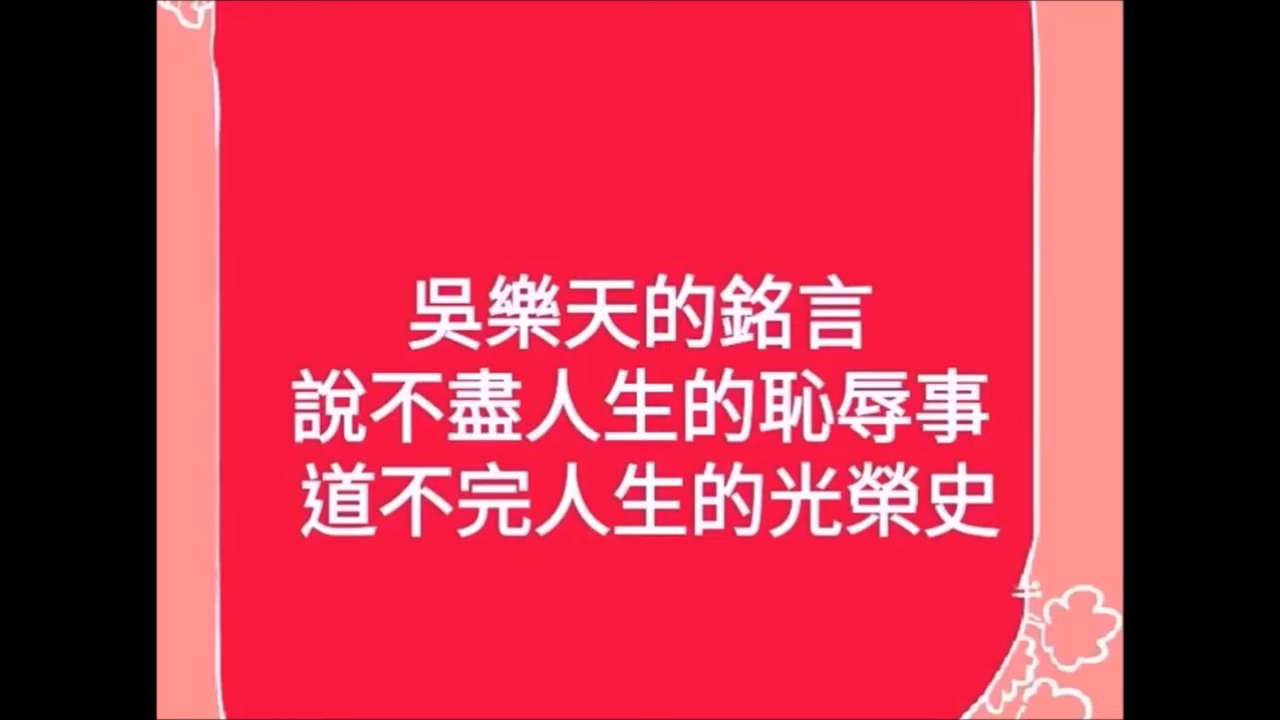 吳樂天的銘言
說不盡人生的恥辱事
道不完人生的光榮史